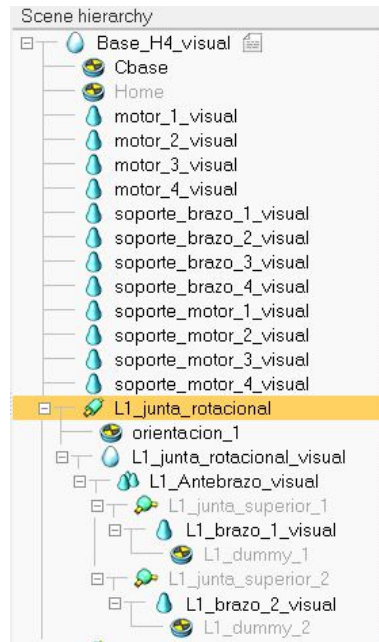 Scene hierarchy
Base_H4_visual
Cbase
Home
motor_1_visual
motor_2_visual
motor_3_visual
motor_4_visual
soporte_brazo_1_visual
soporte_brazo_2_visual
soporte_brazo_3_visual
soporte_brazo_4_visual
soporte_motor_1_visual
soporte_motor_2_visual
soporte_motor_3_visual
soporte_motor_4_visual
L1_junta_rotacional
orientacion_1
L1_junta_rotacional_visual
L1_Antebrazo_visual
L1_junta_superior_1
L1_brazo_1_visual
L1_dummy_1
L1_junta_superior_2
L1_brazo_2_visual
L1_dummy_2